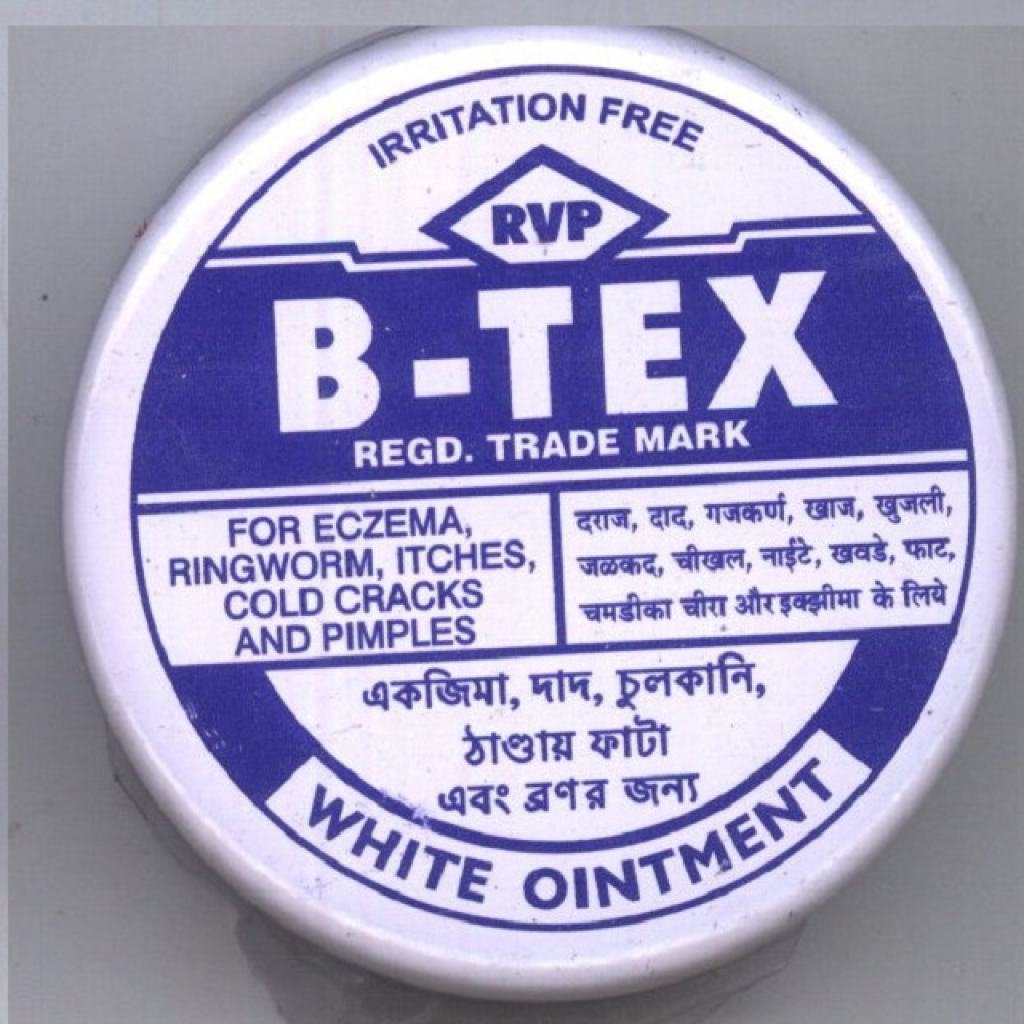 IRRITATION FREE
RVP
B-TEX
REGD. TRADE MARK
FOR ECZEMA,
RINGWORM, ITCHES,
COLD CRACKS
AND PIMPLES
दराज, दाद, गजकर्ण, खाज, खुजली,
जळकद, चीखल, नाईटे, खवडे, फाट,
चमडीका चीरा और इक्झीमा के लिये
একজিমা, দাদ, চুলকানি,
ঠাণ্ডায় ফাটা
এবং ব্রণর জন্য
WHITE OINTMENT